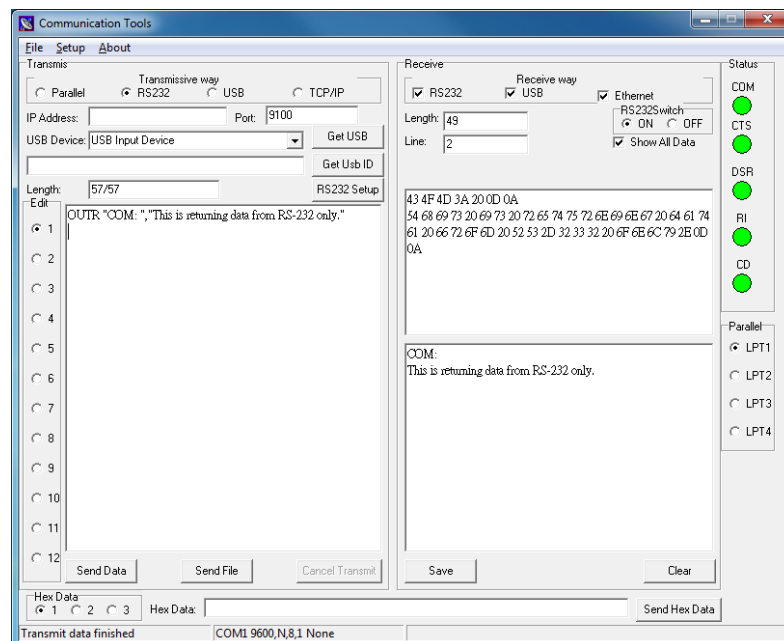 Communication Tools
File Setup About
Transmis
Transmissive way
Parallel RS232 USB TCP/IP
IP Address: Port: 9100
USB Device: USB Input Device Get USB
Get Usb ID
Length: 57/57 RS232 Setup
Edit
1
2
3
4
5
6
7
8
9
10
11
12
OUTR "COM: ","This is returning data from RS-232 only."
Send Data Send File Cancel Transmit
Receive
Receive way
RS232 USB Ethernet
Length: 49
RS232Switch
ON OFF
Line: 2
Show All Data
43 4F 4D 3A 20 0D 0A
54 68 69 73 20 69 73 20 72 65 74 75 72 6E 69 6E 67 20 64 61 74
61 20 66 72 6F 6D 20 52 53 2D 32 33 32 20 6F 6E 6C 79 2E 0D
0A
COM:
This is returning data from RS-232 only.
Save Clear
Status
COM
CTS
DSR
RI
CD
Parallel
LPT1
LPT2
LPT3
LPT4
Hex Data
1 2 3
Hex Data: Send Hex Data
Transmit data finished COM1 9600,N,8,1 None